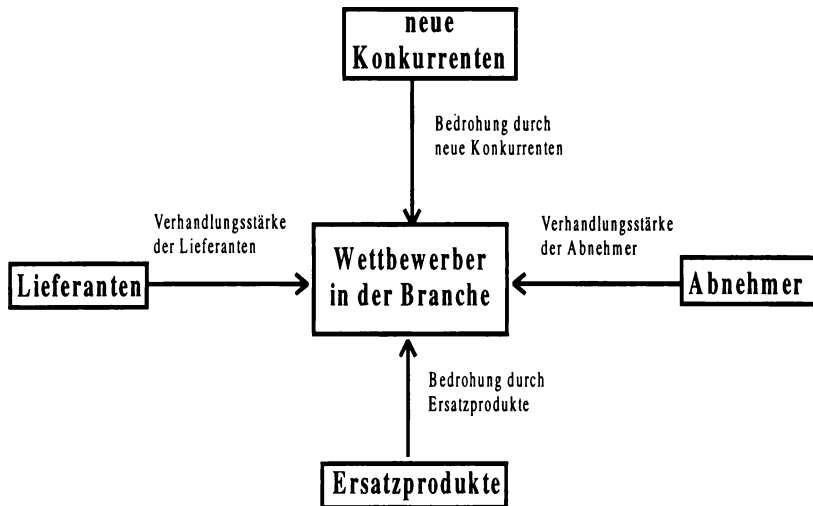 neue
Konkurrenten
Bedrohung durch
neue Konkurrenten
Verhandlungsstärke
der Lieferanten
Verhandlungsstärke
der Abnehmer
Lieferanten
Wettbewerber
in der Branche
Abnehmer
Bedrohung durch
Ersatzprodukte
Ersatzprodukte